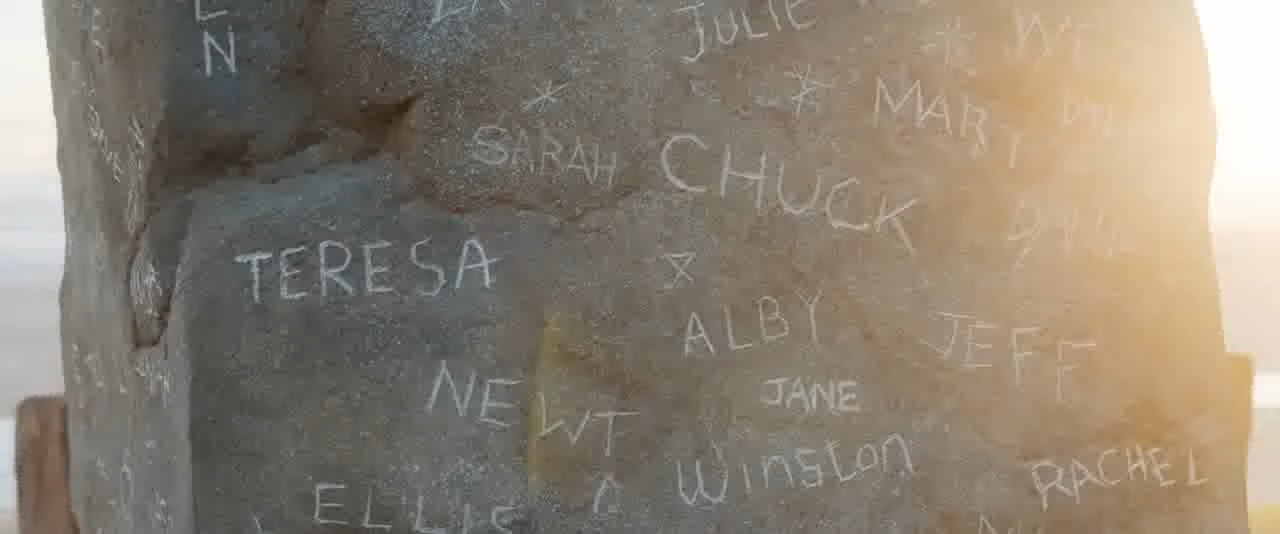 N
JULIE
MARY
SARAH
CHUCK
TERESA
ALBY
JEFF
NEWT
JANE
Winston
RACHEL
ELLIS